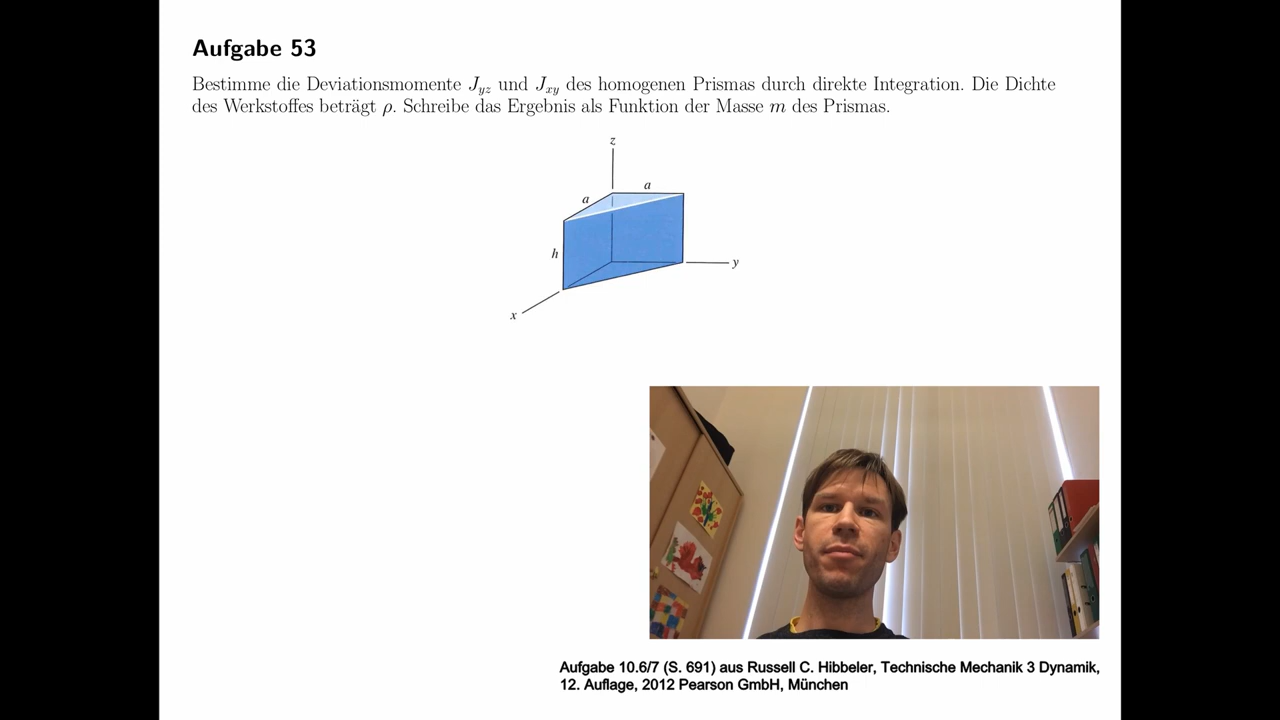 Aufgabe 53
Bestimme die Deviationsmomente J_yz und J_xy des homogenen Prismas durch direkte Integration. Die Dichte
des Werkstoffes beträgt ρ. Schreibe das Ergebnis als Funktion der Masse m des Prismas.
z
a
a
h
y
x
Aufgabe 10.6/7 (S. 691) aus Russell C. Hibbeler, Technische Mechanik 3 Dynamik,
12. Auflage, 2012 Pearson GmbH, München